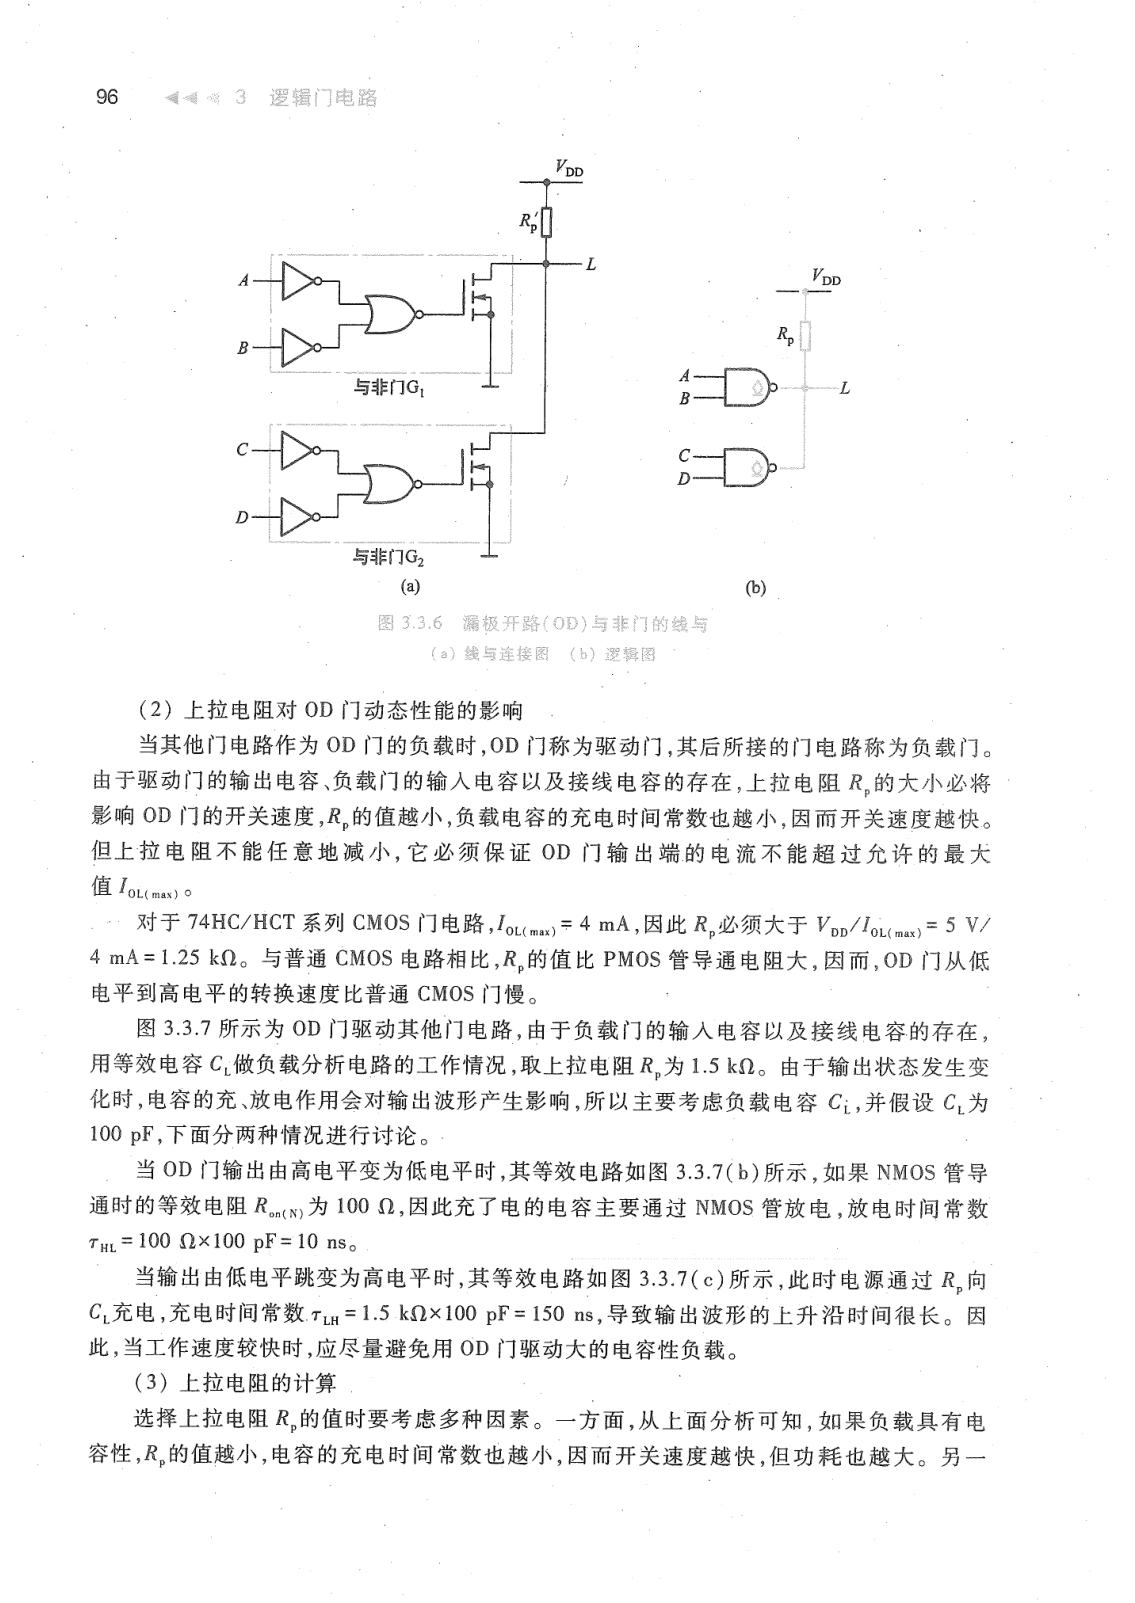 96 3 逻辑门电路
V_DD
R_p′
L
A
B
与非门G₁
C
D
与非门G₂
(a)
V_DD
R_p
A
B
L
C
D
(b)
图 3.3.6 漏极开路(OD)与非门的线与
(a) 线与连接图 (b) 逻辑图
(2) 上拉电阻对 OD 门动态性能的影响
当其他门电路作为 OD 门的负载时,OD 门称为驱动门,其后所接的门电路称为负载门。
由于驱动门的输出电容、负载门的输入电容以及接线电容的存在,上拉电阻 R_p的大小必将
影响 OD 门的开关速度,R_p的值越小,负载电容的充电时间常数也越小,因而开关速度越快。
但上拉电阻不能任意地减小,它必须保证 OD 门输出端的电流不能超过允许的最大
值 I_OL(max)。
对于 74HC/HCT 系列 CMOS 门电路,I_OL(max) = 4 mA,因此 R_p必须大于 V_DD/I_OL(max) = 5 V/
4 mA = 1.25 kΩ。与普通 CMOS 电路相比,R_p的值比 PMOS 管导通电阻大,因而,OD 门从低
电平到高电平的转换速度比普通 CMOS 门慢。
图 3.3.7 所示为 OD 门驱动其他门电路,由于负载门的输入电容以及接线电容的存在,
用等效电容 C_L做负载分析电路的工作情况,取上拉电阻 R_p为 1.5 kΩ。由于输出状态发生变
化时,电容的充、放电作用会对输出波形产生影响,所以主要考虑负载电容 C_L,并假设 C_L为
100 pF,下面分两种情况进行讨论。
当 OD 门输出由高电平变为低电平时,其等效电路如图 3.3.7(b)所示,如果 NMOS 管导
通时的等效电阻 R_on(N)为 100 Ω,因此充了电的电容主要通过 NMOS 管放电,放电时间常数
τ_HL = 100 Ω×100 pF = 10 ns。
当输出由低电平跳变为高电平时,其等效电路如图 3.3.7(c)所示,此时电源通过 R_p向
C_L充电,充电时间常数 τ_LH = 1.5 kΩ×100 pF = 150 ns,导致输出波形的上升沿时间很长。因
此,当工作速度较快时,应尽量避免用 OD 门驱动大的电容性负载。
(3) 上拉电阻的计算
选择上拉电阻 R_p的值时要考虑多种因素。一方面,从上面分析可知,如果负载具有电
容性,R_p的值越小,电容的充电时间常数也越小,因而开关速度越快,但功耗也越大。另一